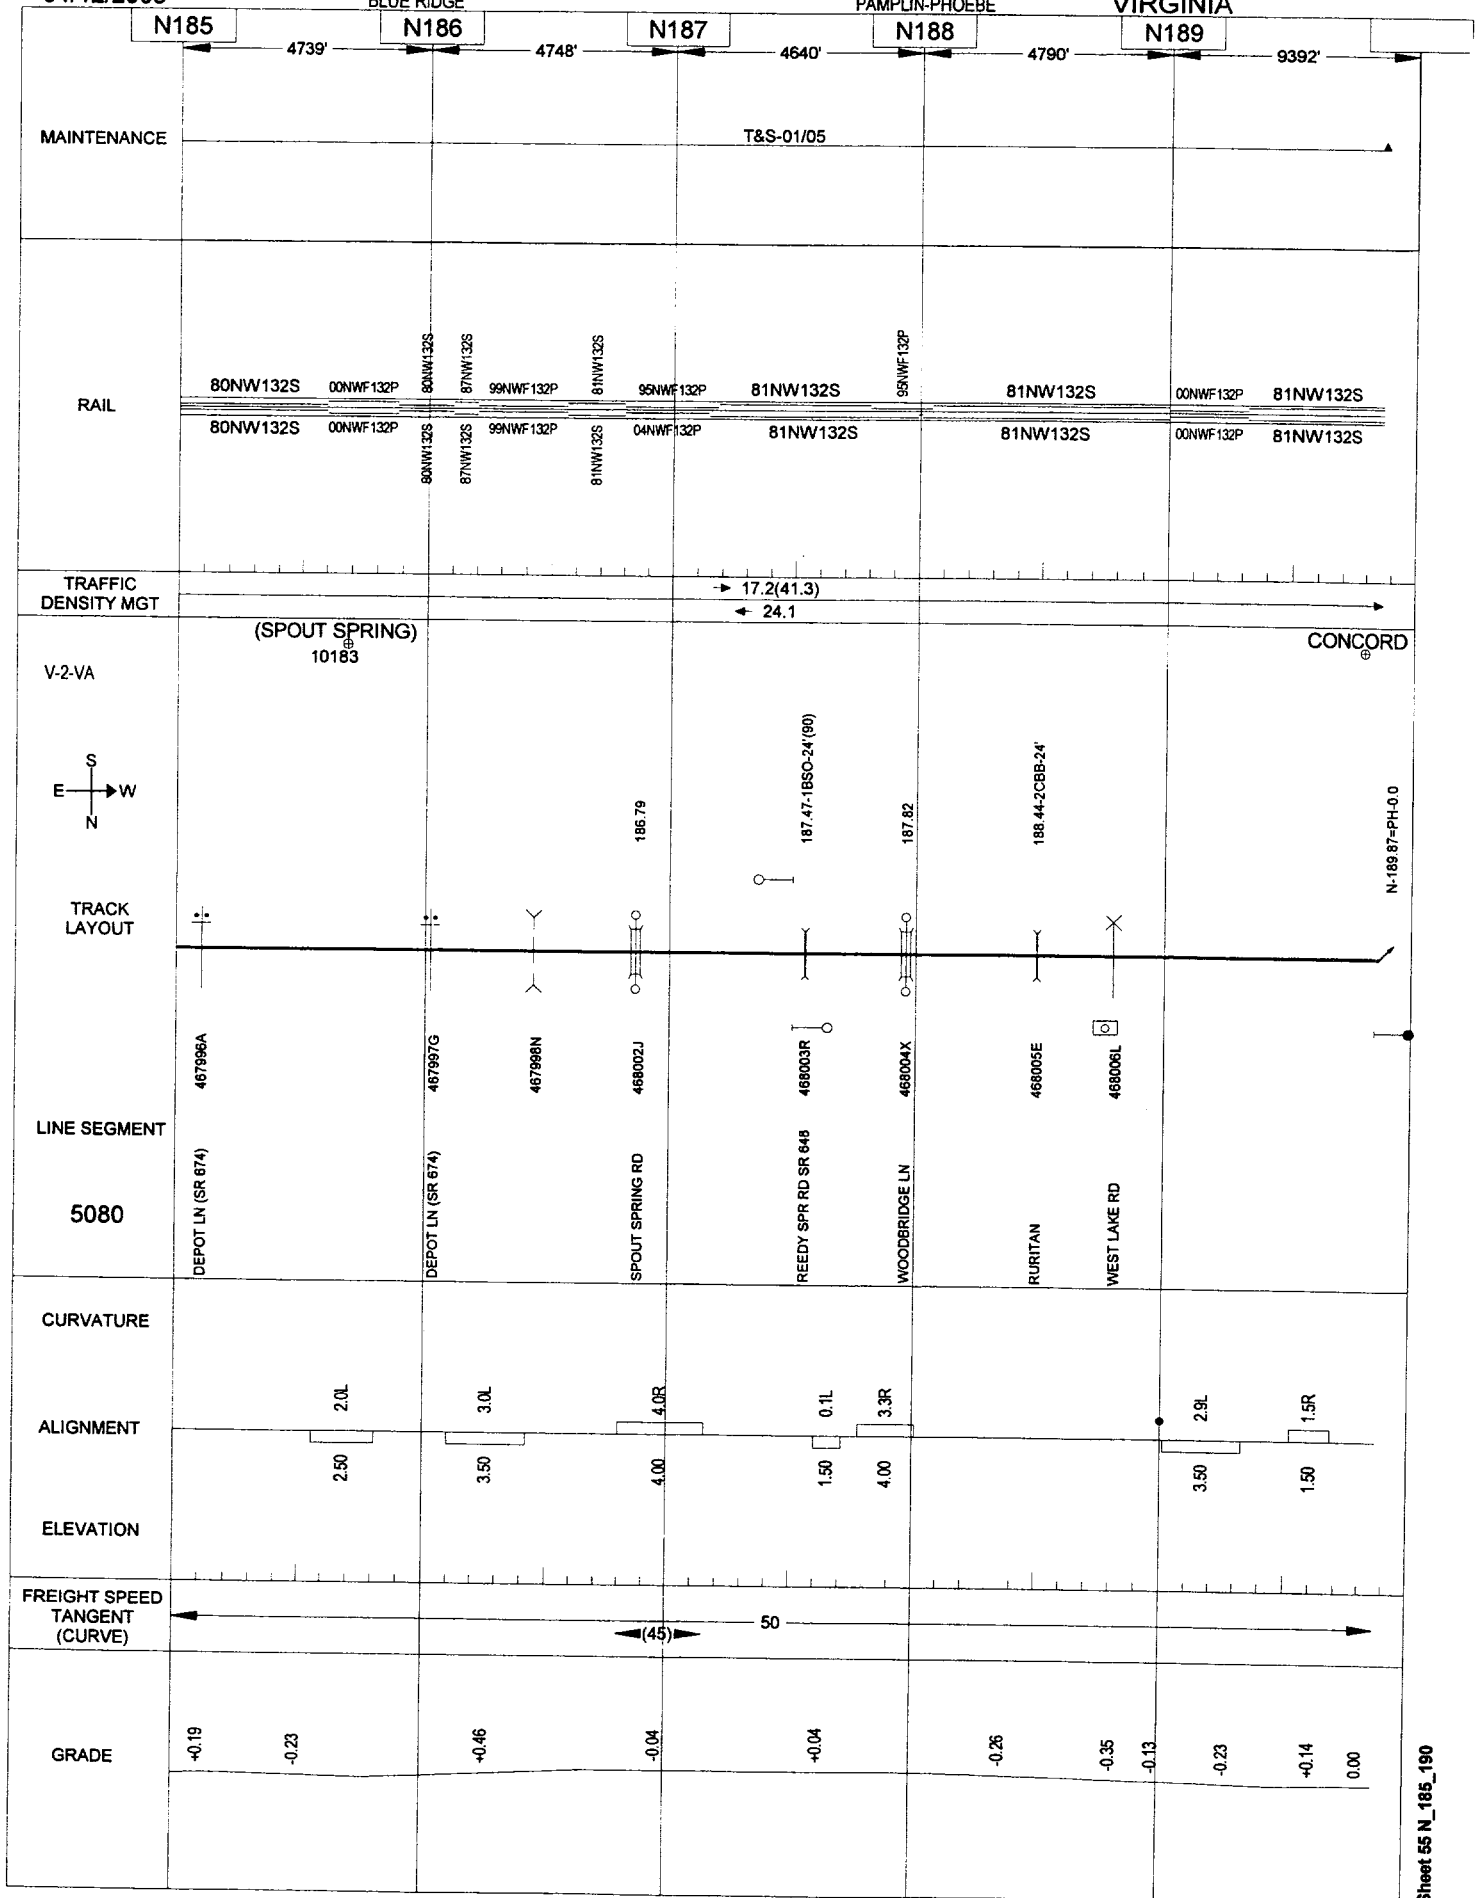 BLUE RIDGE
PAMPLIN-PHOEBE
VIRGINIA
N185
N186
N187
N188
N189
4739'
4748'
4640'
4790'
9392'
MAINTENANCE
T&S-01/05
RAIL
80NW132S
00NWF132P
80NW132S
87NW132S
99NWF132P
81NW132S
95NWF132P
81NW132S
95NWF132P
81NW132S
00NWF132P
81NW132S
80NW132S
00NWF132P
80NW132S
87NW132S
99NWF132P
81NW132S
04NWF132P
81NW132S
81NW132S
00NWF132P
81NW132S
TRAFFIC
DENSITY MGT
17.2(41.3)
24.1
(SPOUT SPRING)
10183
CONCORD
V-2-VA
S
E W
N
186.79
187.47-1BSO-24'(90)
187.82
188.44-2CBB-24'
N-189.87=PH-0.0
TRACK
LAYOUT
467996A
467997G
467998N
468002J
468003R
468004X
468005E
468006L
LINE SEGMENT
5080
DEPOT LN (SR 674)
DEPOT LN (SR 674)
SPOUT SPRING RD
REEDY SPR RD SR 648
WOODBRIDGE LN
RURITAN
WEST LAKE RD
CURVATURE
2.0L
3.0L
4.0R
0.1L
3.3R
2.9L
1.5R
ALIGNMENT
2.50
3.50
4.00
1.50
4.00
3.50
1.50
ELEVATION
FREIGHT SPEED
TANGENT
(CURVE)
50
(45)
GRADE
+0.19
-0.23
+0.46
-0.04
+0.04
-0.26
-0.35
-0.13
-0.23
+0.14
0.00
Sheet 55 N_185_190